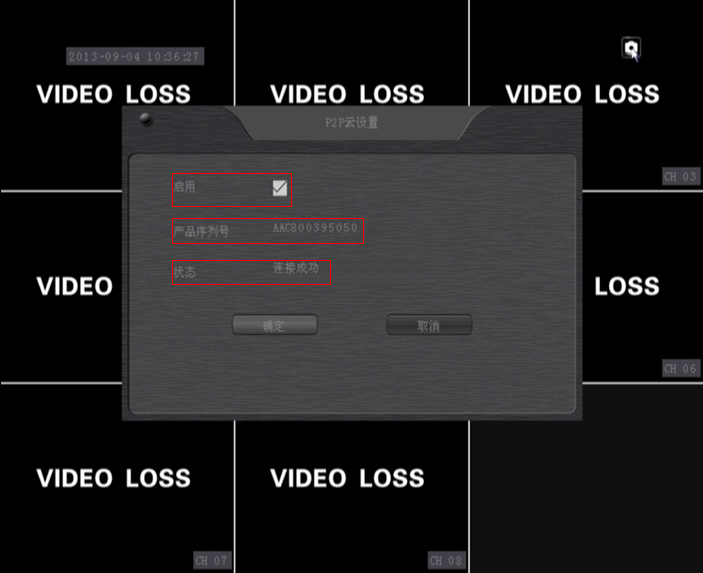 2013-09-04 10:36:27
VIDEO LOSS
VIDEO LOSS
VIDEO LOSS
CH 03
P2P云设置
启用
产品序列号 AAC800395050
状态 连接成功
确定
取消
VIDEO
LOSS
CH 06
VIDEO LOSS
VIDEO LOSS
CH 07
CH 08